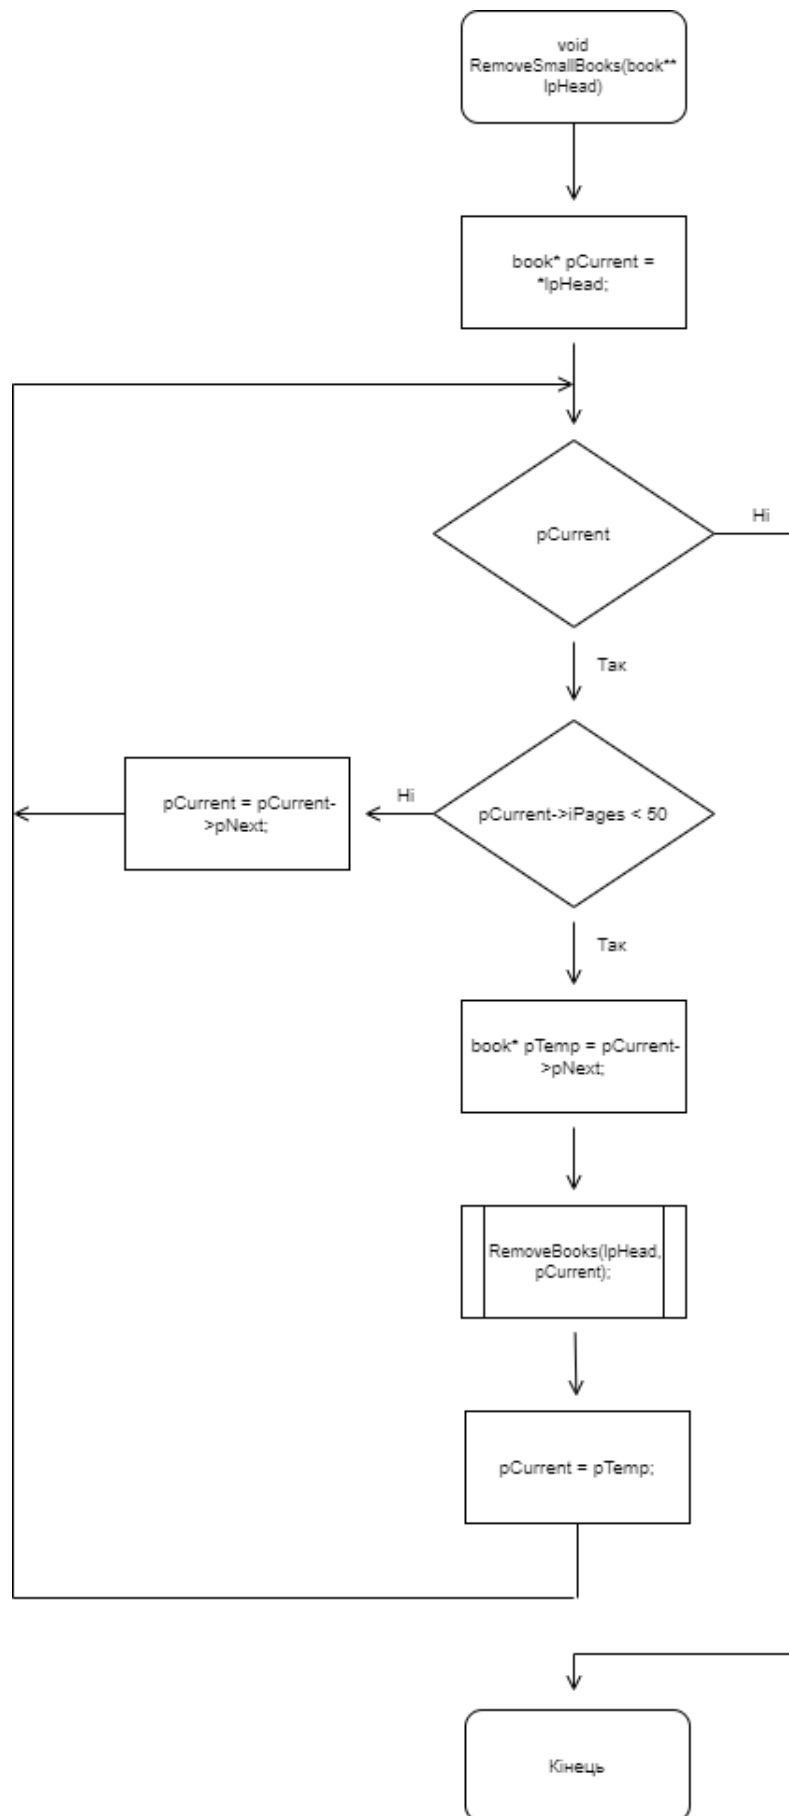 void
RemoveSmallBooks(book**
lpHead)
book* pCurrent =
*lpHead;
pCurrent
Ні
Так
pCurrent->iPages < 50
Ні
pCurrent = pCurrent-
>pNext;
Так
book* pTemp = pCurrent-
>pNext;
RemoveBooks(lpHead,
pCurrent);
pCurrent = pTemp;
Кінець